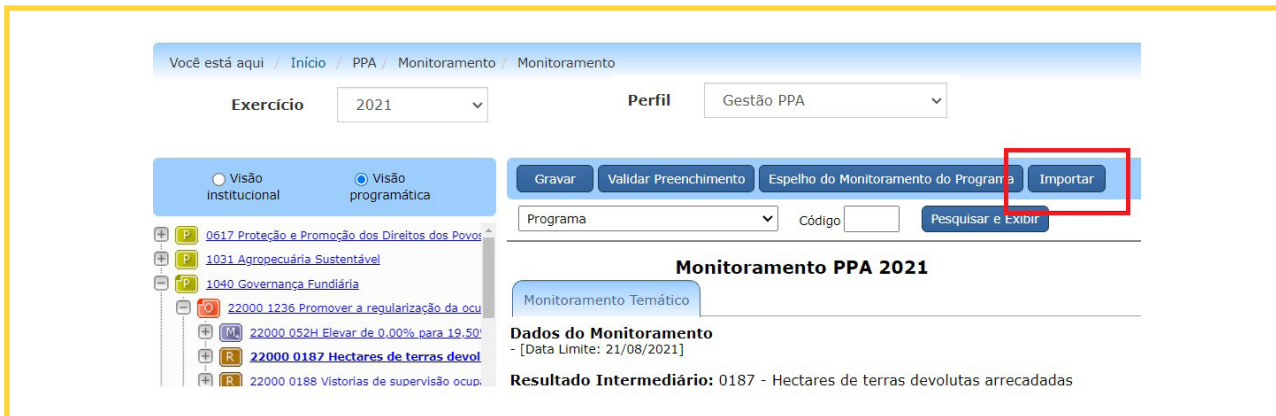 Você está aqui / Início / PPA / Monitoramento / Monitoramento
Exercício 2021 Perfil Gestão PPA
Visão institucional
Visão programática
Gravar Validar Preenchimento Espelho do Monitoramento do Programa Importar
Programa Código Pesquisar e Exibir
0617 Proteção e Promoção dos Direitos dos Povos
1031 Agropecuária Sustentável
1040 Governança Fundiária
22000 1236 Promover a regularização da ocu
22000 052H Elevar de 0,00% para 19,50
22000 0187 Hectares de terras devol
22000 0188 Vistorias de supervisão ocup
Monitoramento PPA 2021
Monitoramento Temático
Dados do Monitoramento
- [Data Limite: 21/08/2021]
Resultado Intermediário: 0187 - Hectares de terras devolutas arrecadadas